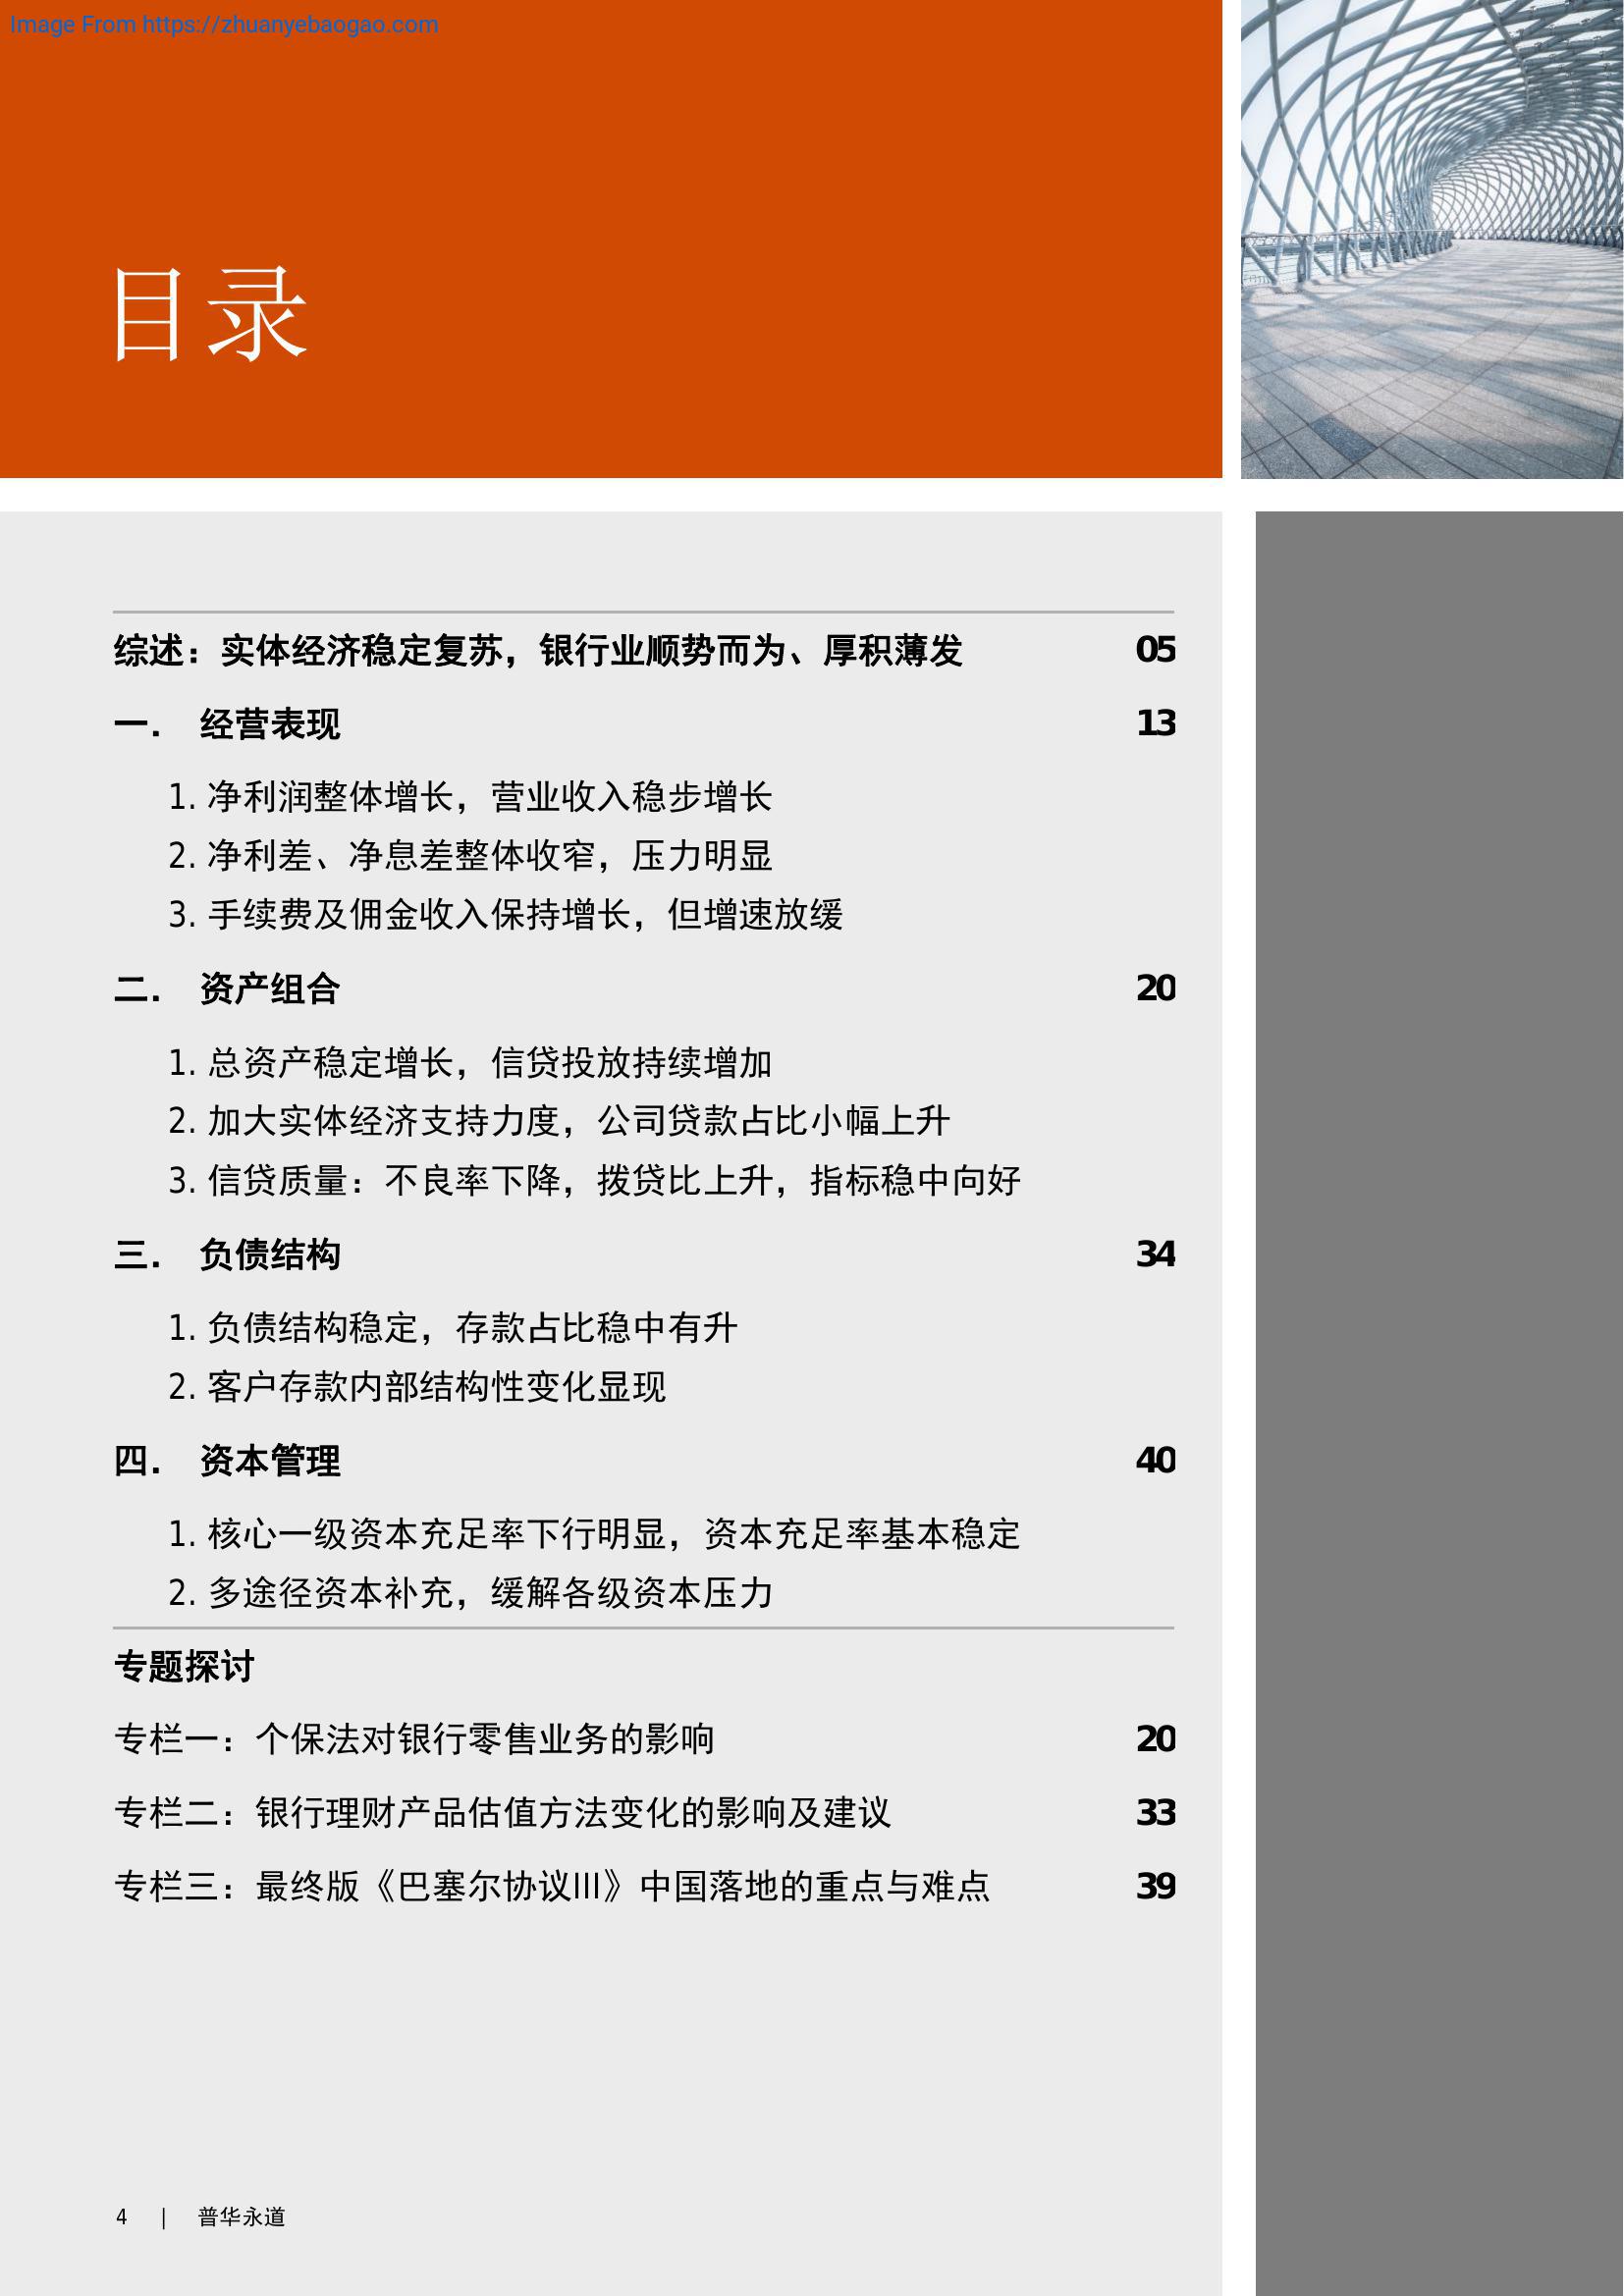 Image From https://zhuanyebaogao.com
目录
综述：实体经济稳定复苏，银行业顺势而为、厚积薄发 05
一. 经营表现 13
1. 净利润整体增长，营业收入稳步增长
2. 净利差、净息差整体收窄，压力明显
3. 手续费及佣金收入保持增长，但增速放缓
二. 资产组合 20
1. 总资产稳定增长，信贷投放持续增加
2. 加大实体经济支持力度，公司贷款占比小幅上升
3. 信贷质量：不良率下降，拨贷比上升，指标稳中向好
三. 负债结构 34
1. 负债结构稳定，存款占比稳中有升
2. 客户存款内部结构性变化显现
四. 资本管理 40
1. 核心一级资本充足率下行明显，资本充足率基本稳定
2. 多途径资本补充，缓解各级资本压力
专题探讨
专栏一：个保法对银行零售业务的影响 20
专栏二：银行理财产品估值方法变化的影响及建议 33
专栏三：最终版《巴塞尔协议III》中国落地的重点与难点 39
4 | 普华永道